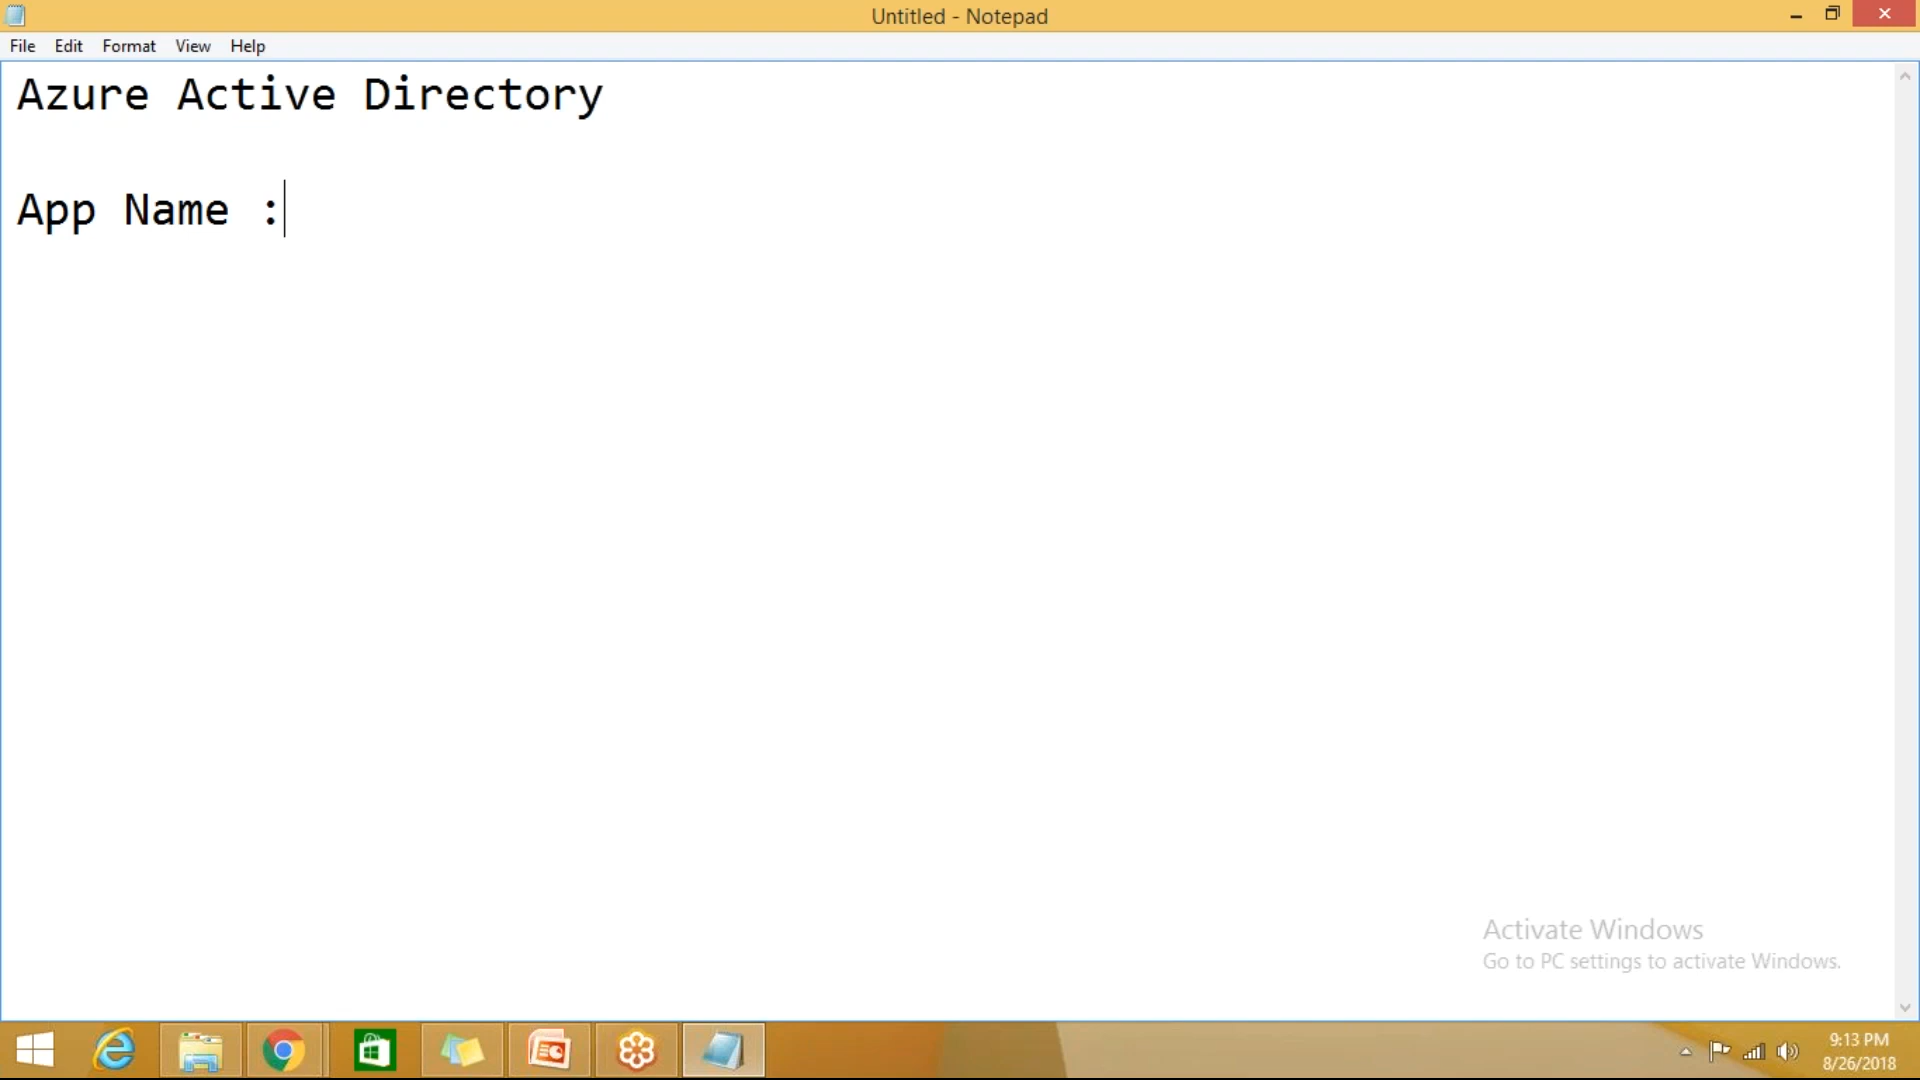 Untitled - Notepad
File Edit Format View Help
Azure Active Directory
App Name :
Activate Windows
Go to PC settings to activate Windows.
9:13 PM
8/26/2018